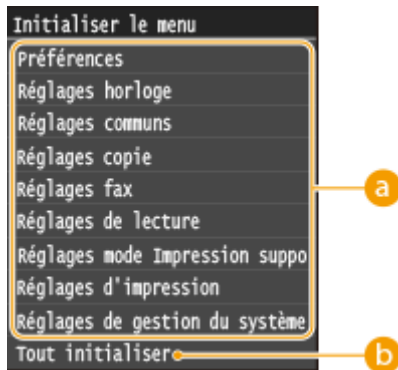 Initialiser le menu
Préférences
Réglages horloge
Réglages communs
Réglages copie
Réglages fax
a
Réglages de lecture
Réglages mode Impression suppo
Réglages d'impression
Réglages de gestion du système
Tout initialiser
b